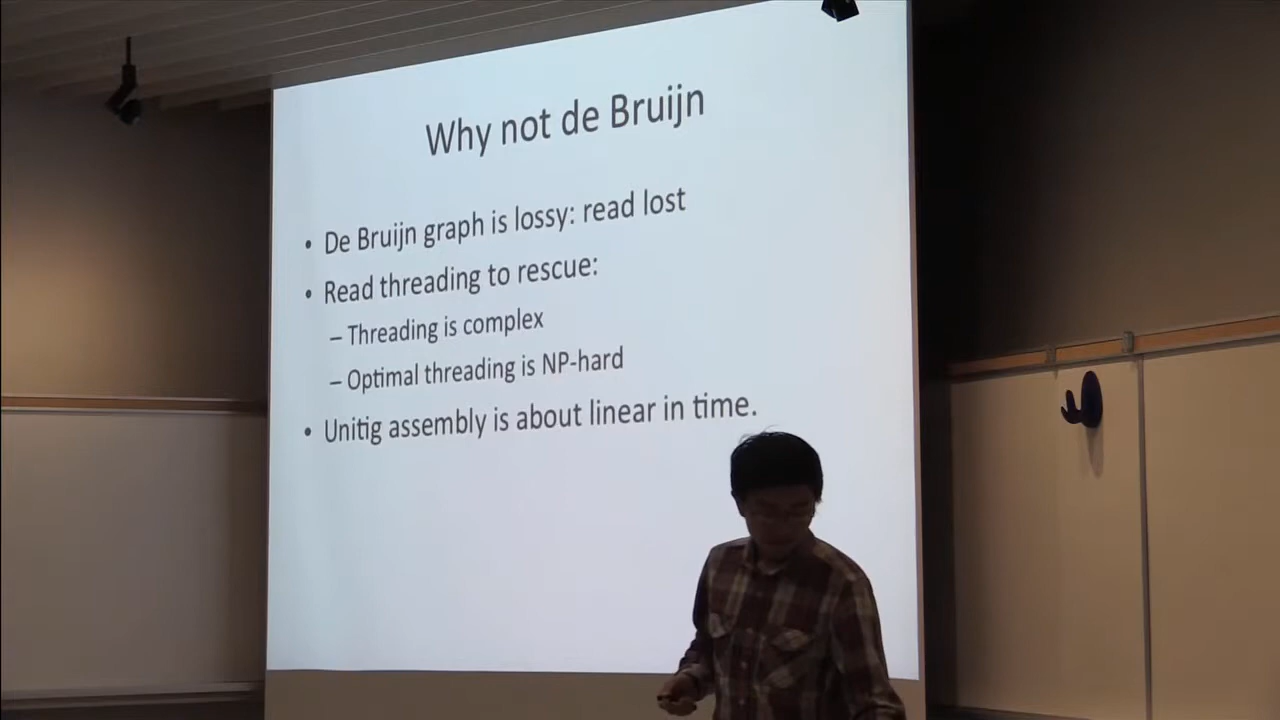 Why not de Bruijn
• De Bruijn graph is lossy: read lost
• Read threading to rescue:
– Threading is complex
– Optimal threading is NP-hard
• Unitig assembly is about linear in time.